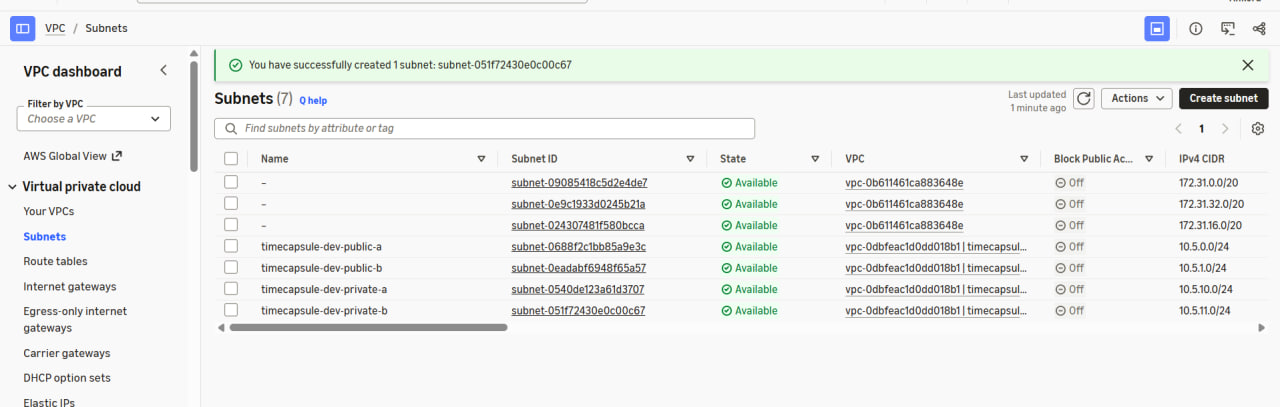 VPC / Subnets
VPC dashboard
Filter by VPC
Choose a VPC
AWS Global View
Virtual private cloud
Your VPCs
Subnets
Route tables
Internet gateways
Egress-only internet
gateways
Carrier gateways
DHCP option sets
Elastic IPs
You have successfully created 1 subnet: subnet-051f72430e0c00c67
Subnets (7) Q help
Last updated
1 minute ago
Actions
Create subnet
Find subnets by attribute or tag
1
Name Subnet ID State VPC Block Public Ac... IPv4 CIDR
– subnet-09085418c5d2e4de7 Available vpc-0b611461ca883648e Off 172.31.0.0/20
– subnet-0e9c1933d0245b21a Available vpc-0b611461ca883648e Off 172.31.32.0/20
– subnet-024307481f580bcca Available vpc-0b611461ca883648e Off 172.31.16.0/20
timecapsule-dev-public-a subnet-0688f2c1bb85a9e3c Available vpc-0dbfeac1d0dd018b1 | timecapsul... Off 10.5.0.0/24
timecapsule-dev-public-b subnet-0eadabf6948f65a57 Available vpc-0dbfeac1d0dd018b1 | timecapsul... Off 10.5.1.0/24
timecapsule-dev-private-a subnet-0540de123a61d3707 Available vpc-0dbfeac1d0dd018b1 | timecapsul... Off 10.5.10.0/24
timecapsule-dev-private-b subnet-051f72430e0c00c67 Available vpc-0dbfeac1d0dd018b1 | timecapsul... Off 10.5.11.0/24